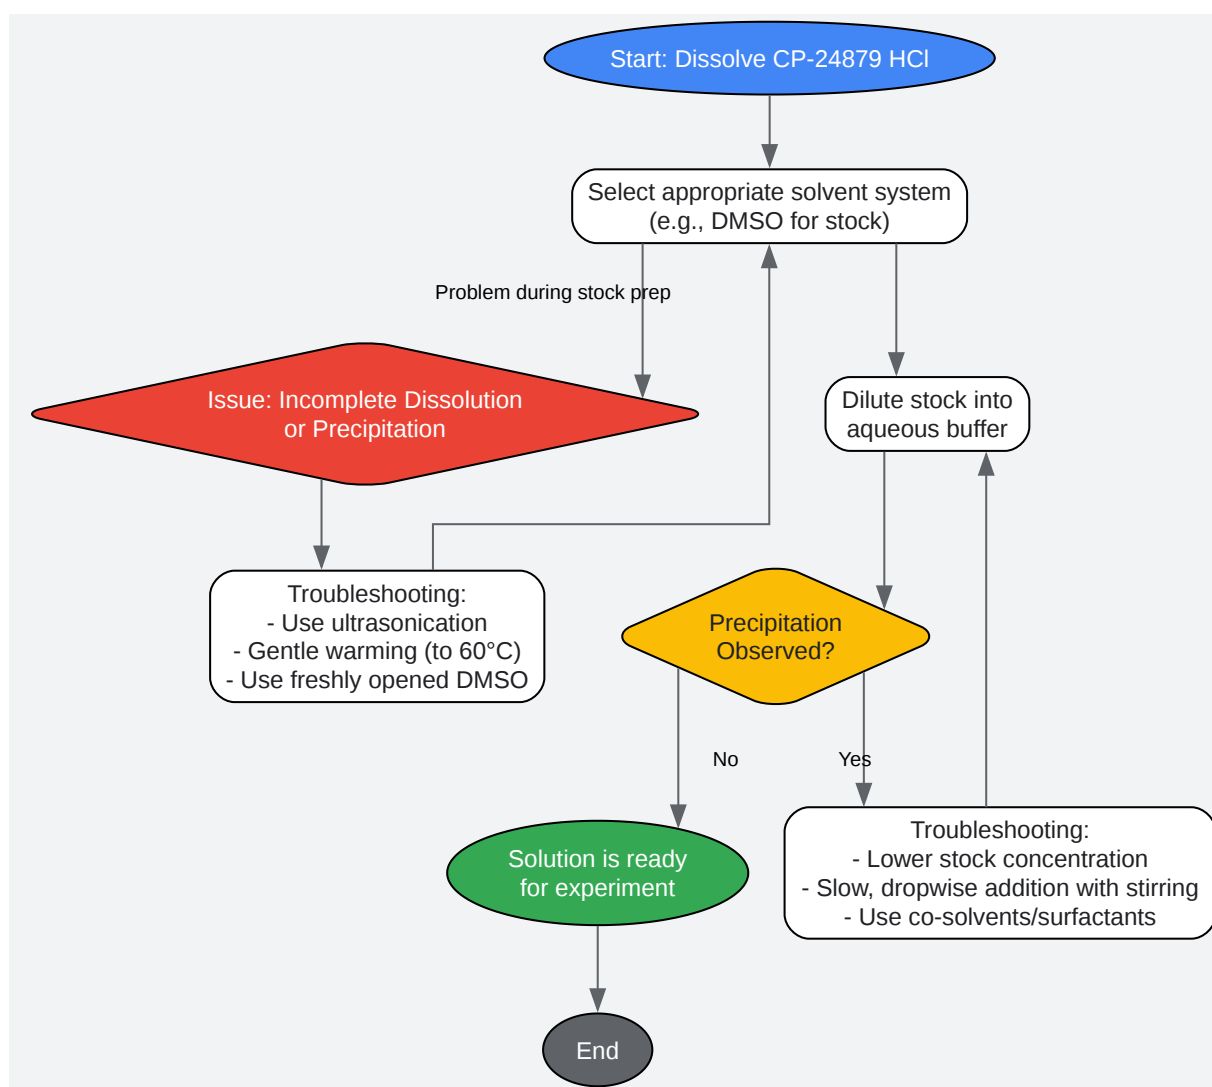 Start: Dissolve CP-24879 HCl
Select appropriate solvent system
(e.g., DMSO for stock)
Problem during stock prep
Issue: Incomplete Dissolution
or Precipitation
Dilute stock into
aqueous buffer
Troubleshooting:
- Use ultrasonication
- Gentle warming (to 60°C)
- Use freshly opened DMSO
Precipitation
Observed?
No
Yes
Solution is ready
for experiment
Troubleshooting:
- Lower stock concentration
- Slow, dropwise addition with stirring
- Use co-solvents/surfactants
End